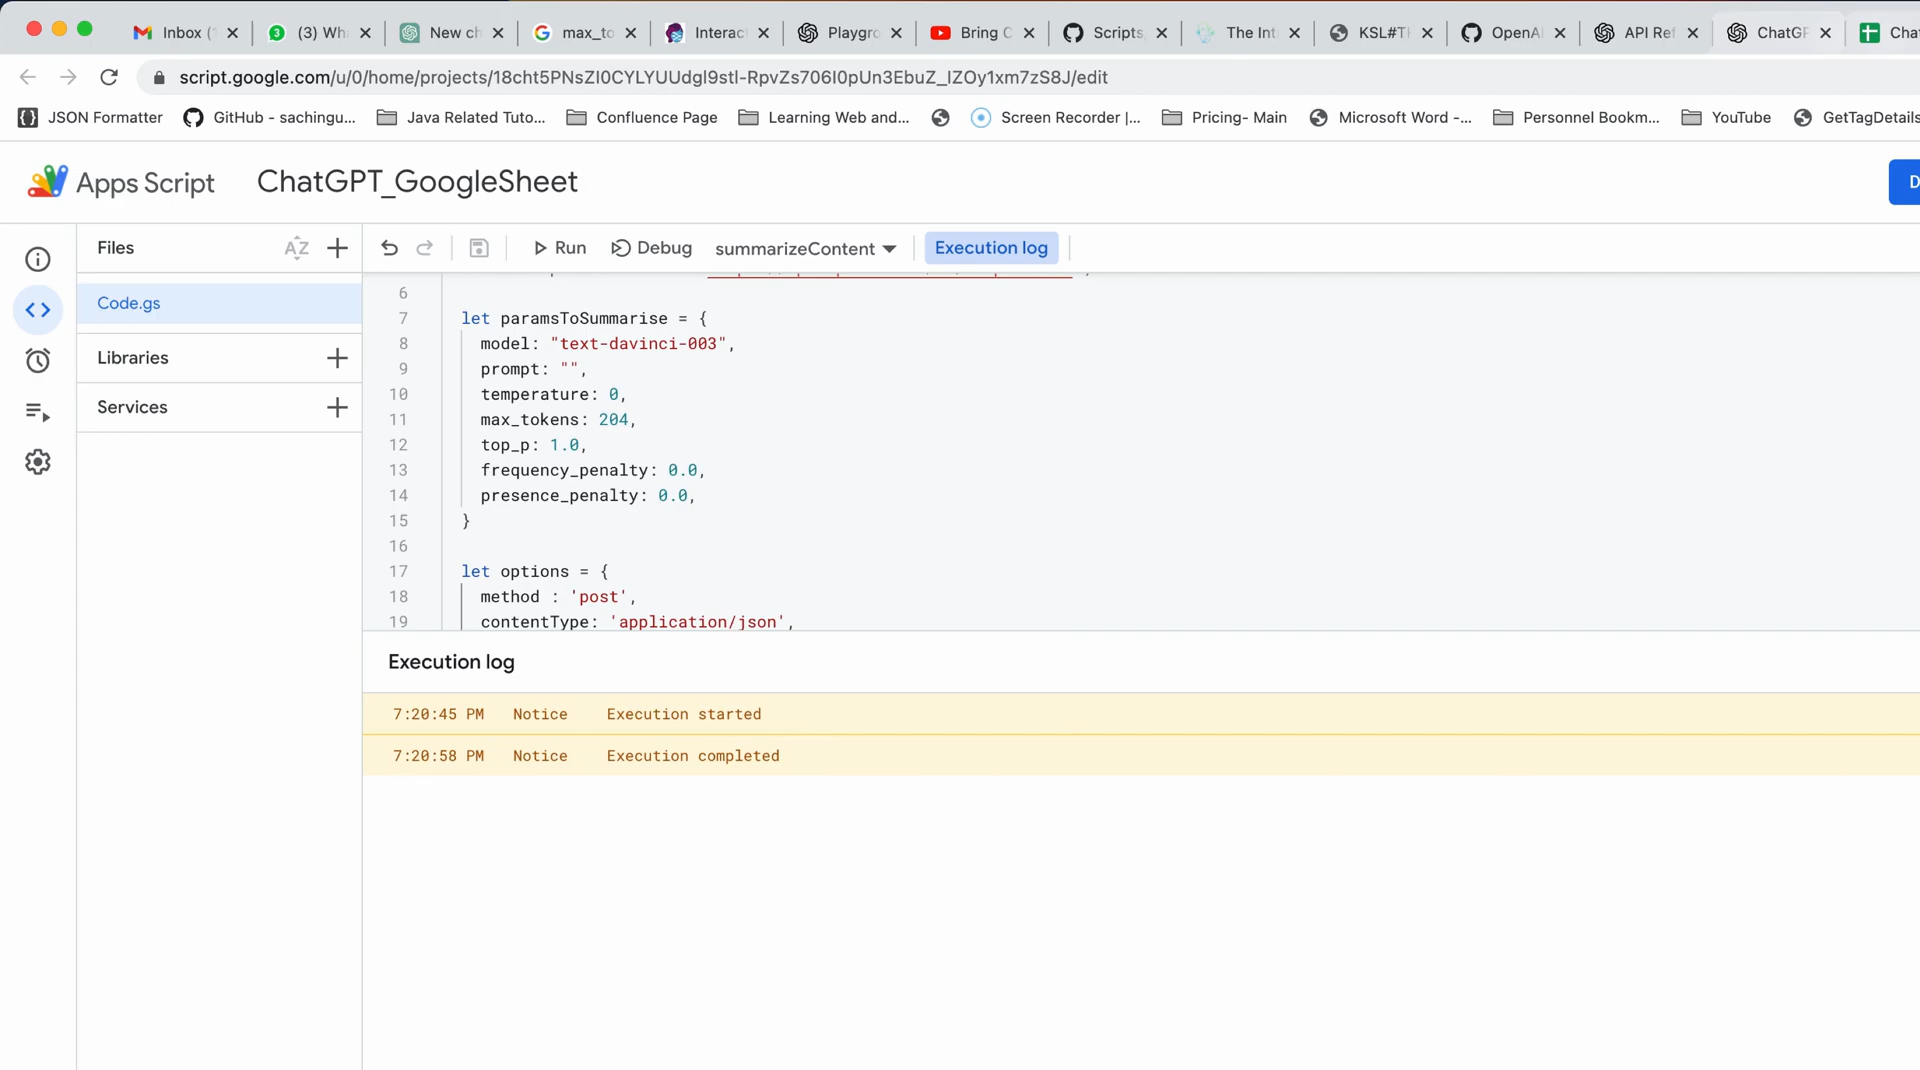 Inbox (1
3
(3) Wh
New ch
max_to
Interac
Playgro
Bring C
Scripts,
The Int
KSL#Th
OpenAI
API Ref
ChatGP
Cha
script.google.com/u/0/home/projects/18cht5PNsZI0CYLYUUdgl9stl-RpvZs706I0pUn3EbuZ_IZOy1xm7zS8J/edit
JSON Formatter
GitHub - sachingu...
Java Related Tuto...
Confluence Page
Learning Web and...
Screen Recorder |...
Pricing- Main
Microsoft Word -...
Personnel Bookm...
YouTube
GetTagDetails
Apps Script
ChatGPT_GoogleSheet
D
Files
AZ
Run
Debug
summarizeContent
Execution log
Code.gs
Libraries
Services
6
7 let paramsToSummarise = {
8 model: "text-davinci-003",
9 prompt: "",
10 temperature: 0,
11 max_tokens: 204,
12 top_p: 1.0,
13 frequency_penalty: 0.0,
14 presence_penalty: 0.0,
15 }
16
17 let options = {
18 method : 'post',
19 contentType: 'application/json',
Execution log
7:20:45 PM Notice Execution started
7:20:58 PM Notice Execution completed